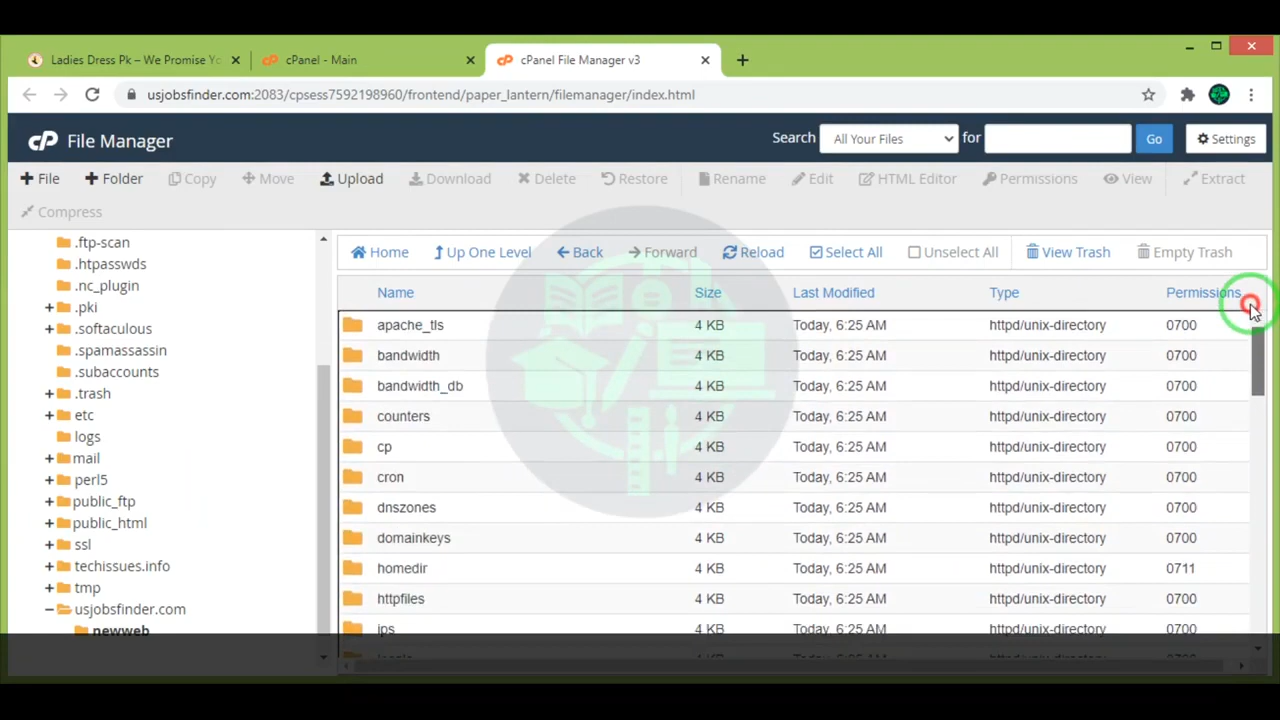 Ladies Dress Pk – We Promise Yo
cPanel - Main
cPanel File Manager v3
usjobsfinder.com:2083/cpsess7592198960/frontend/paper_lantern/filemanager/index.html
cP File Manager
Search All Your Files for Go Settings
File Folder Copy Move Upload Download Delete Restore Rename Edit HTML Editor Permissions View Extract
Compress
.ftp-scan
.htpasswds
.nc_plugin
.pki
.softaculous
.spamassassin
.subaccounts
.trash
etc
logs
mail
perl5
public_ftp
public_html
ssl
techissues.info
tmp
usjobsfinder.com
newweb
Home Up One Level Back Forward Reload Select All Unselect All View Trash Empty Trash
Name Size Last Modified Type Permissions
apache_tls 4 KB Today, 6:25 AM httpd/unix-directory 0700
bandwidth 4 KB Today, 6:25 AM httpd/unix-directory 0700
bandwidth_db 4 KB Today, 6:25 AM httpd/unix-directory 0700
counters 4 KB Today, 6:25 AM httpd/unix-directory 0700
cp 4 KB Today, 6:25 AM httpd/unix-directory 0700
cron 4 KB Today, 6:25 AM httpd/unix-directory 0700
dnszones 4 KB Today, 6:25 AM httpd/unix-directory 0700
domainkeys 4 KB Today, 6:25 AM httpd/unix-directory 0700
homedir 4 KB Today, 6:25 AM httpd/unix-directory 0711
httpfiles 4 KB Today, 6:25 AM httpd/unix-directory 0700
ips 4 KB Today, 6:25 AM httpd/unix-directory 0700